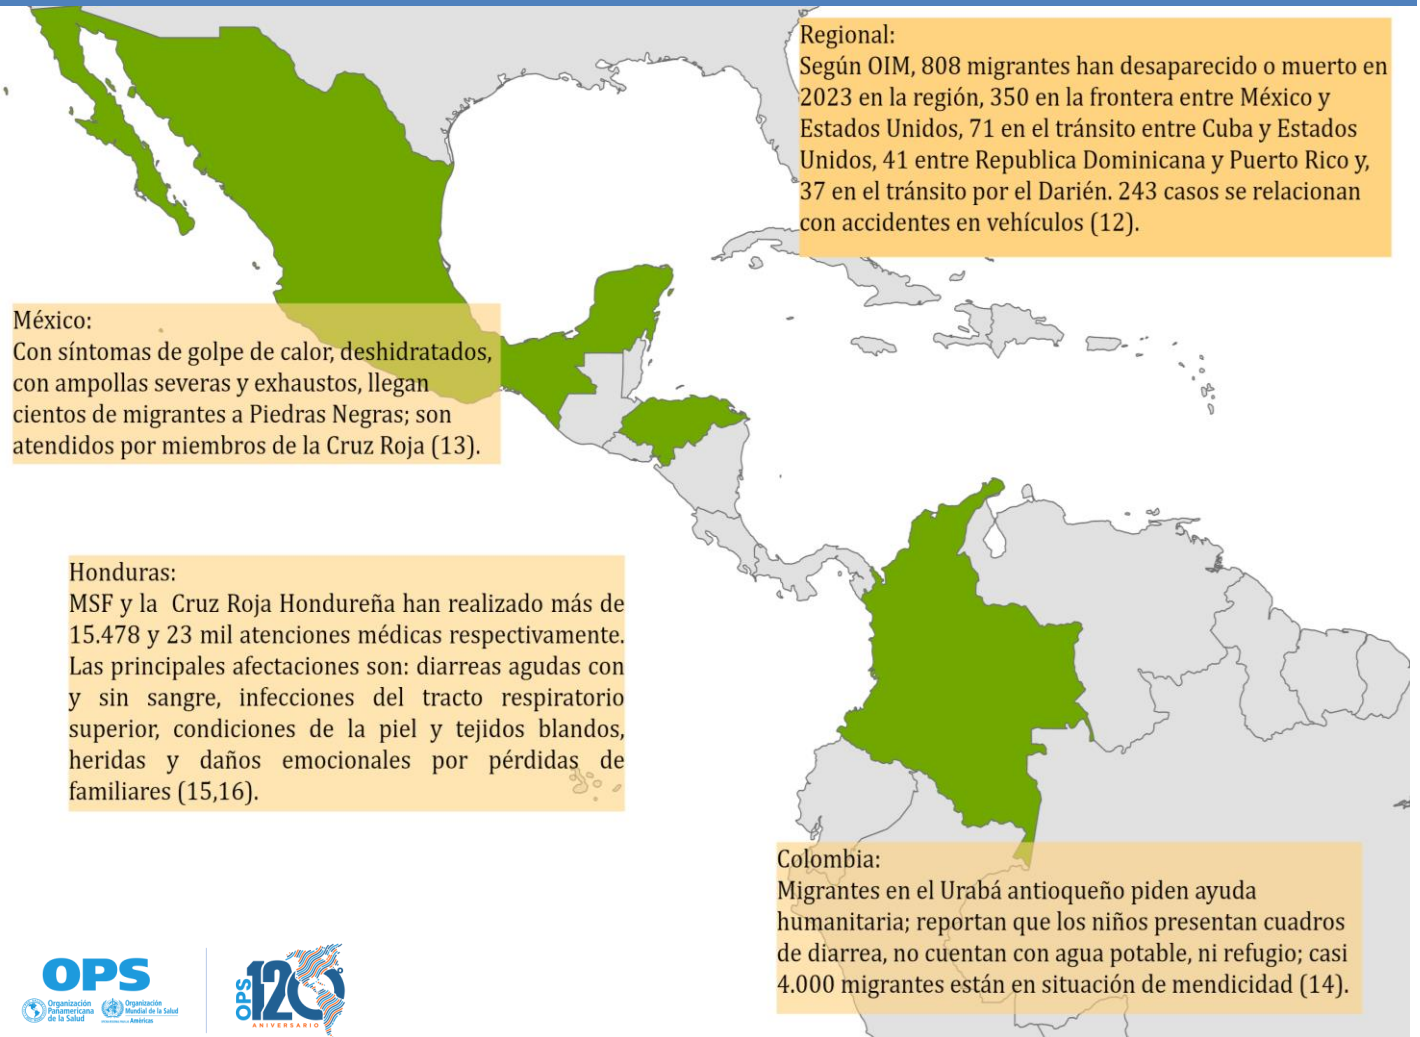 Regional:
Según OIM, 808 migrantes han desaparecido o muerto en
2023 en la región, 350 en la frontera entre México y
Estados Unidos, 71 en el tránsito entre Cuba y Estados
Unidos, 41 entre Republica Dominicana y Puerto Rico y,
37 en el tránsito por el Darién. 243 casos se relacionan
con accidentes en vehículos (12).
México:
Con síntomas de golpe de calor, deshidratados,
con ampollas severas y exhaustos, llegan
cientos de migrantes a Piedras Negras; son
atendidos por miembros de la Cruz Roja (13).
Honduras:
MSF y la Cruz Roja Hondureña han realizado más de
15.478 y 23 mil atenciones médicas respectivamente.
Las principales afectaciones son: diarreas agudas con
y sin sangre, infecciones del tracto respiratorio
superior, condiciones de la piel y tejidos blandos,
heridas y daños emocionales por pérdidas de
familiares (15,16).
Colombia:
Migrantes en el Urabá antioqueño piden ayuda
humanitaria; reportan que los niños presentan cuadros
de diarrea, no cuentan con agua potable, ni refugio; casi
4.000 migrantes están en situación de mendicidad (14).
OPS
Organización
Panamericana
de la Salud
Organización
Mundial de la Salud
Américas
OPS
120
ANIVERSARIO